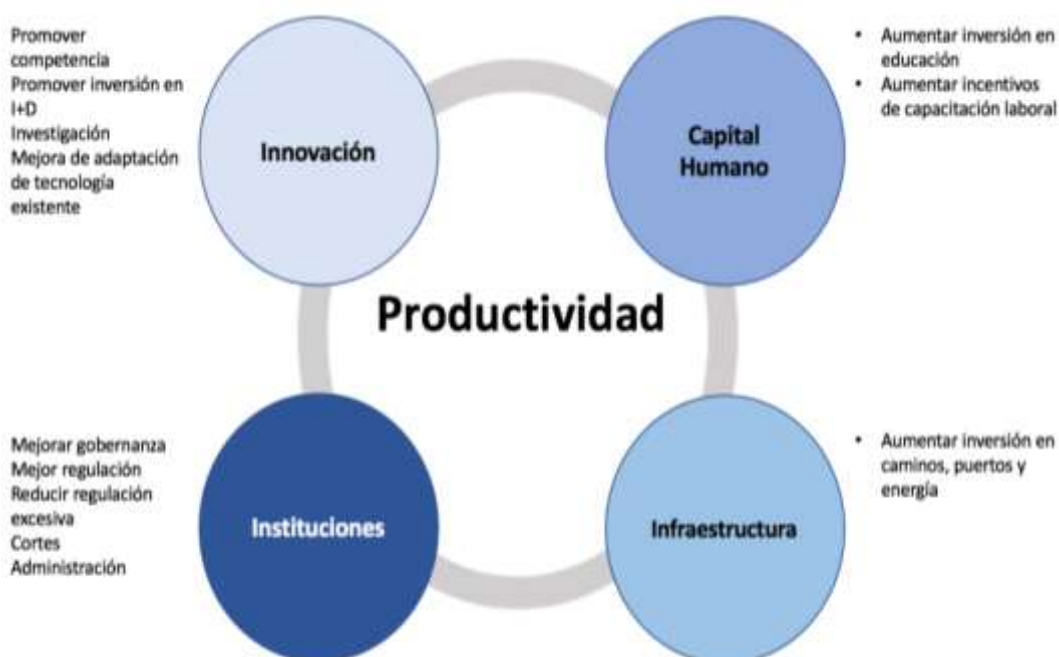 Promover
competencia
Promover inversión en
I+D
Investigación
Mejora de adaptación
de tecnología
existente
Innovación
Capital
Humano
• Aumentar inversión en
educación
• Aumentar incentivos
de capacitación laboral
Productividad
Mejorar gobernanza
Mejor regulación
Reducir regulación
excesiva
Cortes
Administración
Instituciones
Infraestructura
• Aumentar inversión en
caminos, puertos y
energía